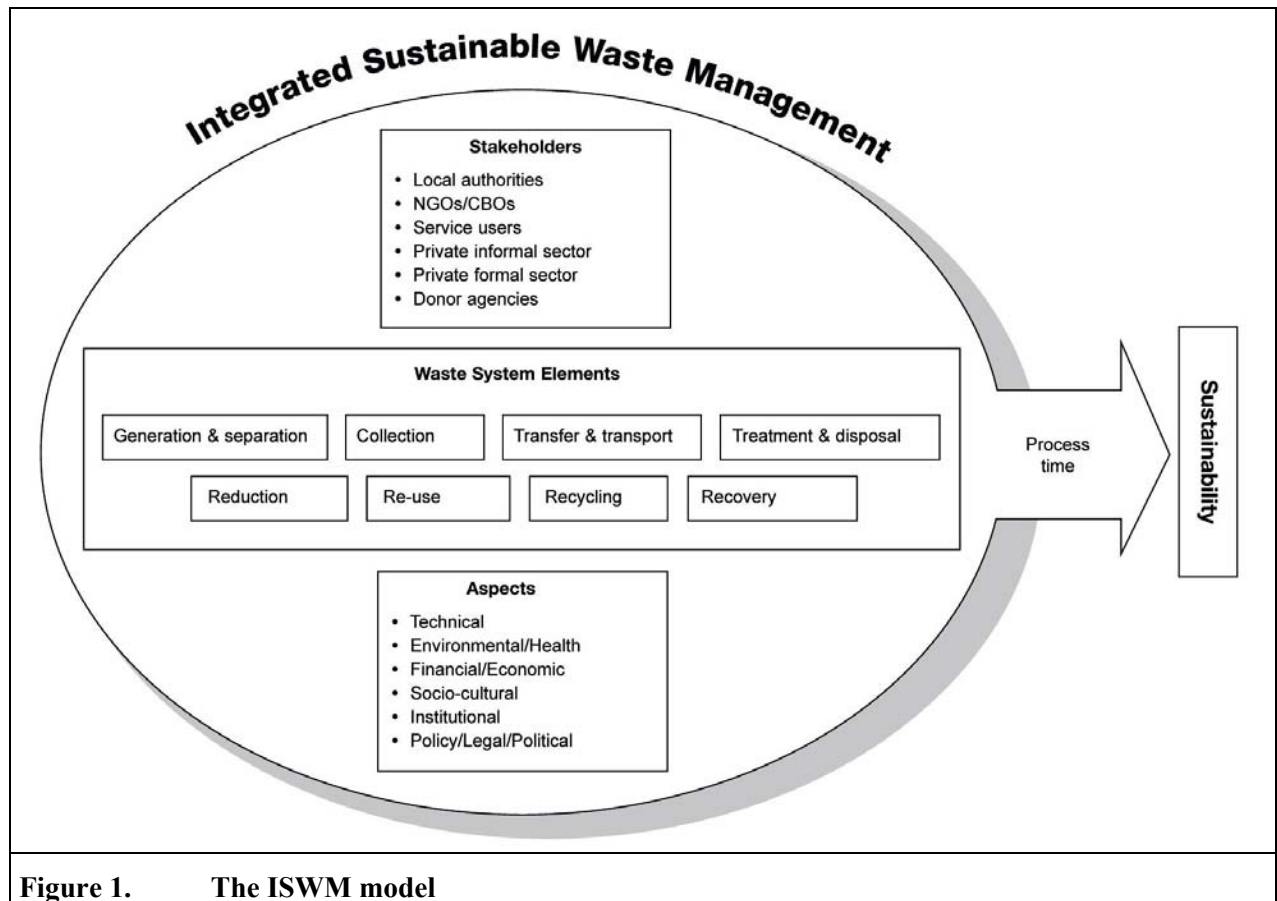 Integrated Sustainable Waste Management
Stakeholders
• Local authorities
• NGOs/CBOs
• Service users
• Private informal sector
• Private formal sector
• Donor agencies
Waste System Elements
Generation & separation Collection Transfer & transport Treatment & disposal
Reduction Re-use Recycling Recovery
Aspects
• Technical
• Environmental/Health
• Financial/Economic
• Socio-cultural
• Institutional
• Policy/Legal/Political
Process
time
Sustainability
Figure 1. The ISWM model